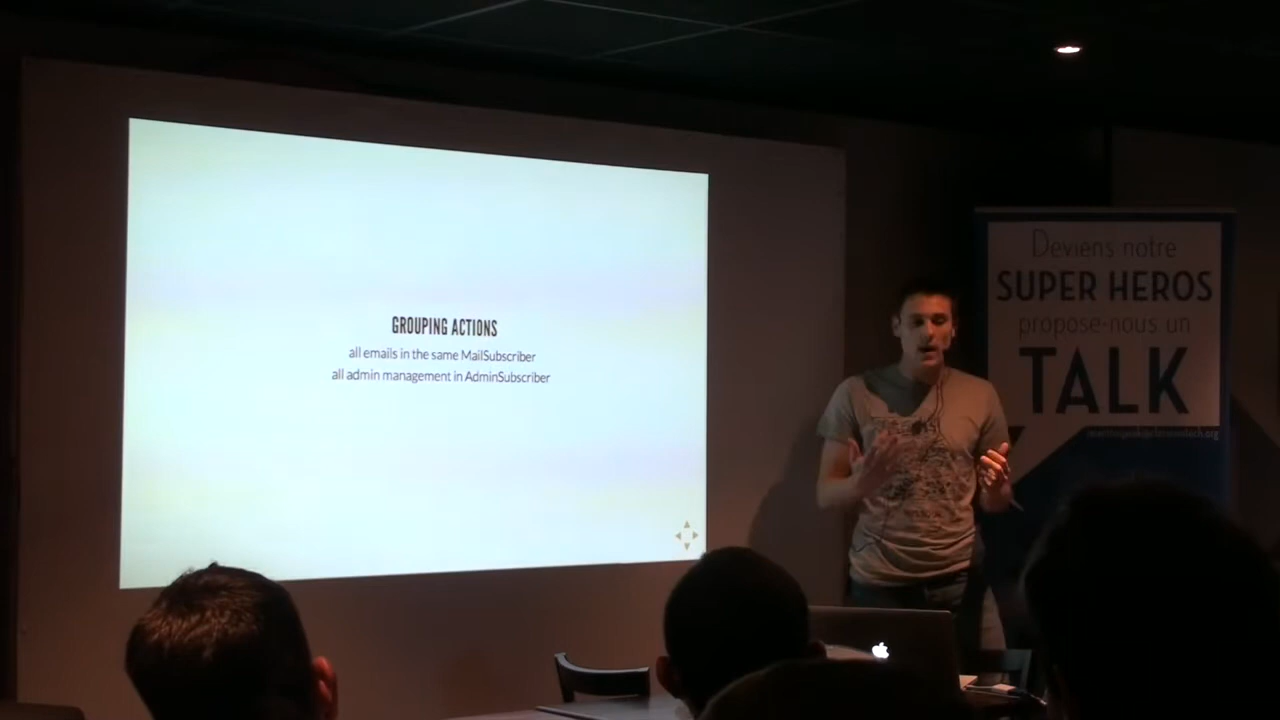 GROUPING ACTIONS
all emails in the same MailSubscriber
all admin management in AdminSubscriber
Deviens notre
SUPER HEROS
propose-nous un
TALK